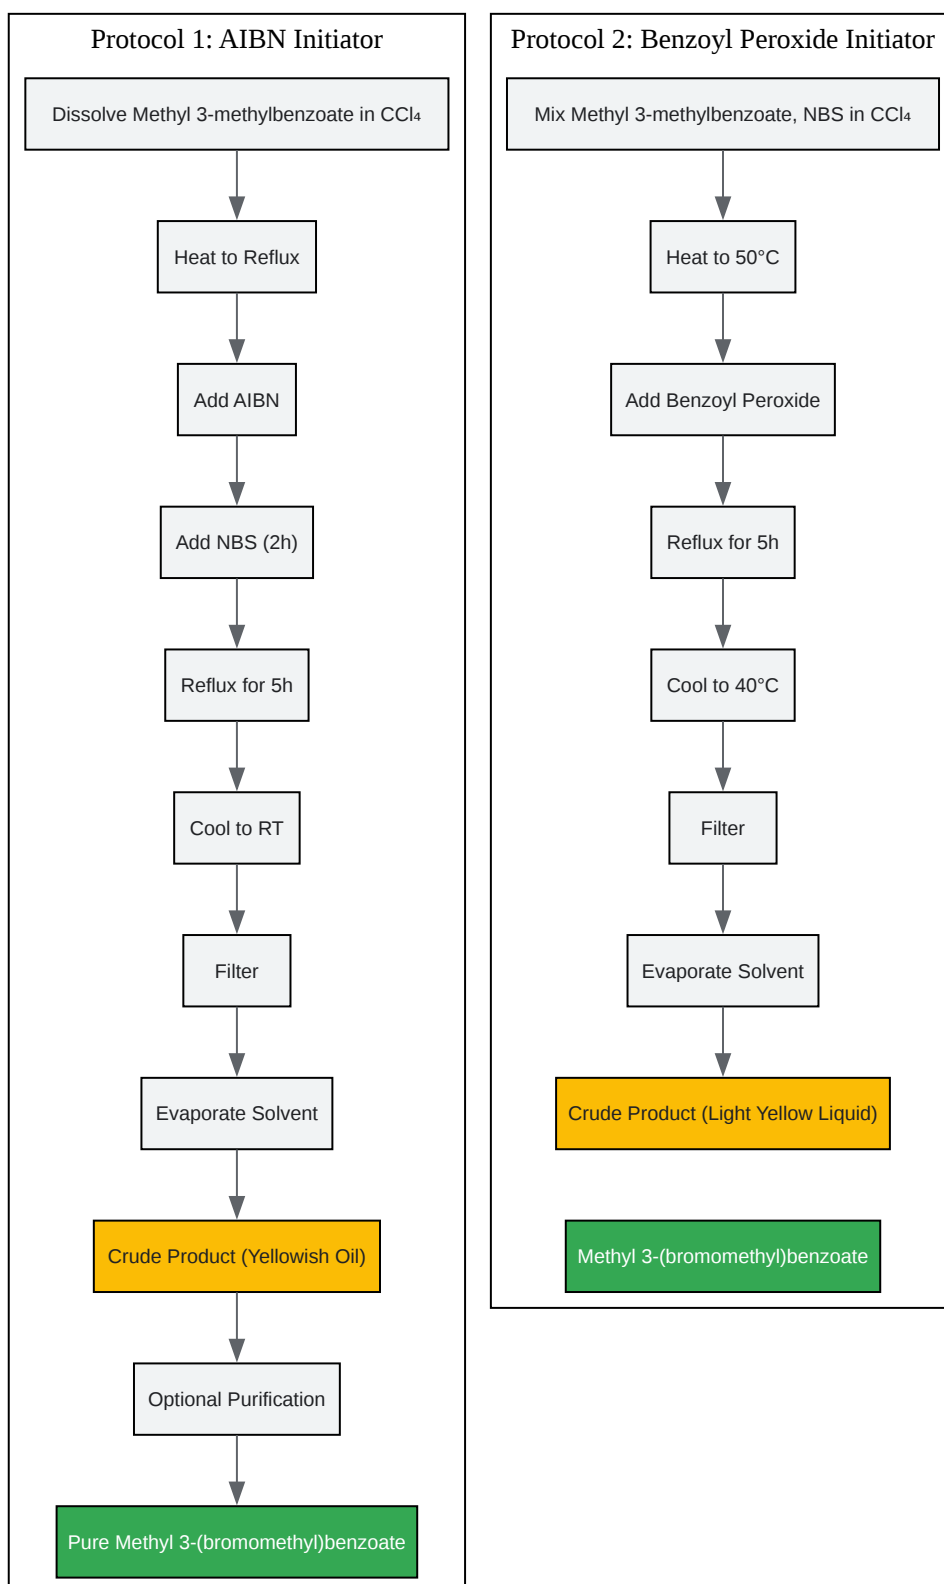 Protocol 1: AIBN Initiator
Dissolve Methyl 3-methylbenzoate in CCl₄
Heat to Reflux
Add AIBN
Add NBS (2h)
Reflux for 5h
Cool to RT
Filter
Evaporate Solvent
Crude Product (Yellowish Oil)
Optional Purification
Pure Methyl 3-(bromomethyl)benzoate
Protocol 2: Benzoyl Peroxide Initiator
Mix Methyl 3-methylbenzoate, NBS in CCl₄
Heat to 50°C
Add Benzoyl Peroxide
Reflux for 5h
Cool to 40°C
Filter
Evaporate Solvent
Crude Product (Light Yellow Liquid)
Methyl 3-(bromomethyl)benzoate